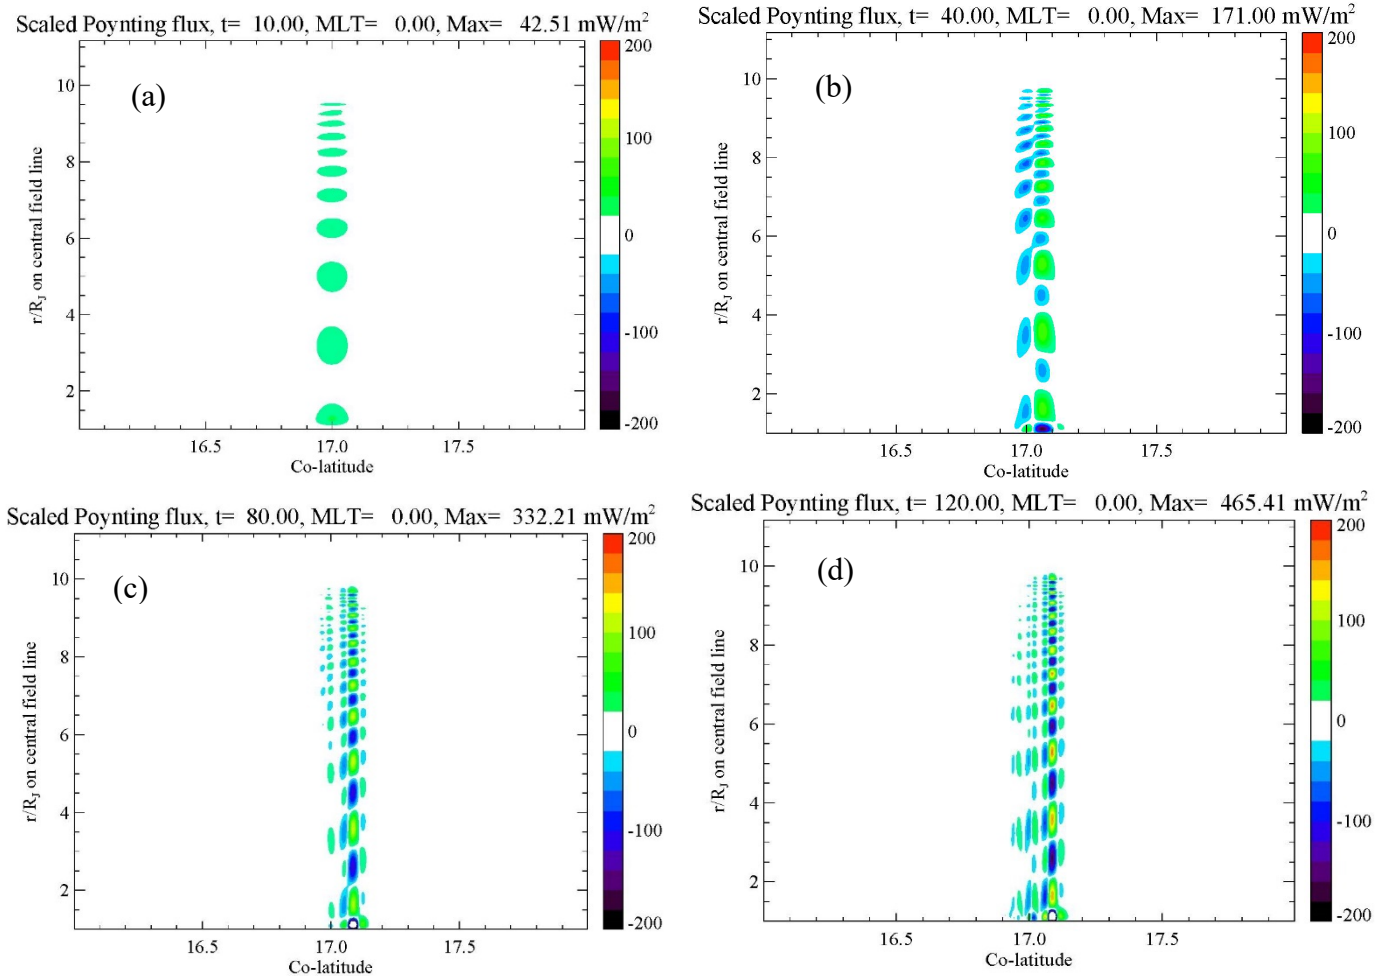 Scaled Poynting flux, t= 10.00, MLT= 0.00, Max= 42.51 mW/m²
(a)
r/R_J on central field line
10
8
6
4
2
16.5 17.0 17.5
Co-latitude
200
100
0
-100
-200
Scaled Poynting flux, t= 40.00, MLT= 0.00, Max= 171.00 mW/m²
(b)
r/R_J on central field line
10
8
6
4
2
16.5 17.0 17.5
Co-latitude
200
100
0
-100
-200
Scaled Poynting flux, t= 80.00, MLT= 0.00, Max= 332.21 mW/m²
(c)
r/R_J on central field line
10
8
6
4
2
16.5 17.0 17.5
Co-latitude
200
100
0
-100
-200
Scaled Poynting flux, t= 120.00, MLT= 0.00, Max= 465.41 mW/m²
(d)
r/R_J on central field line
10
8
6
4
2
16.5 17.0 17.5
Co-latitude
200
100
0
-100
-200